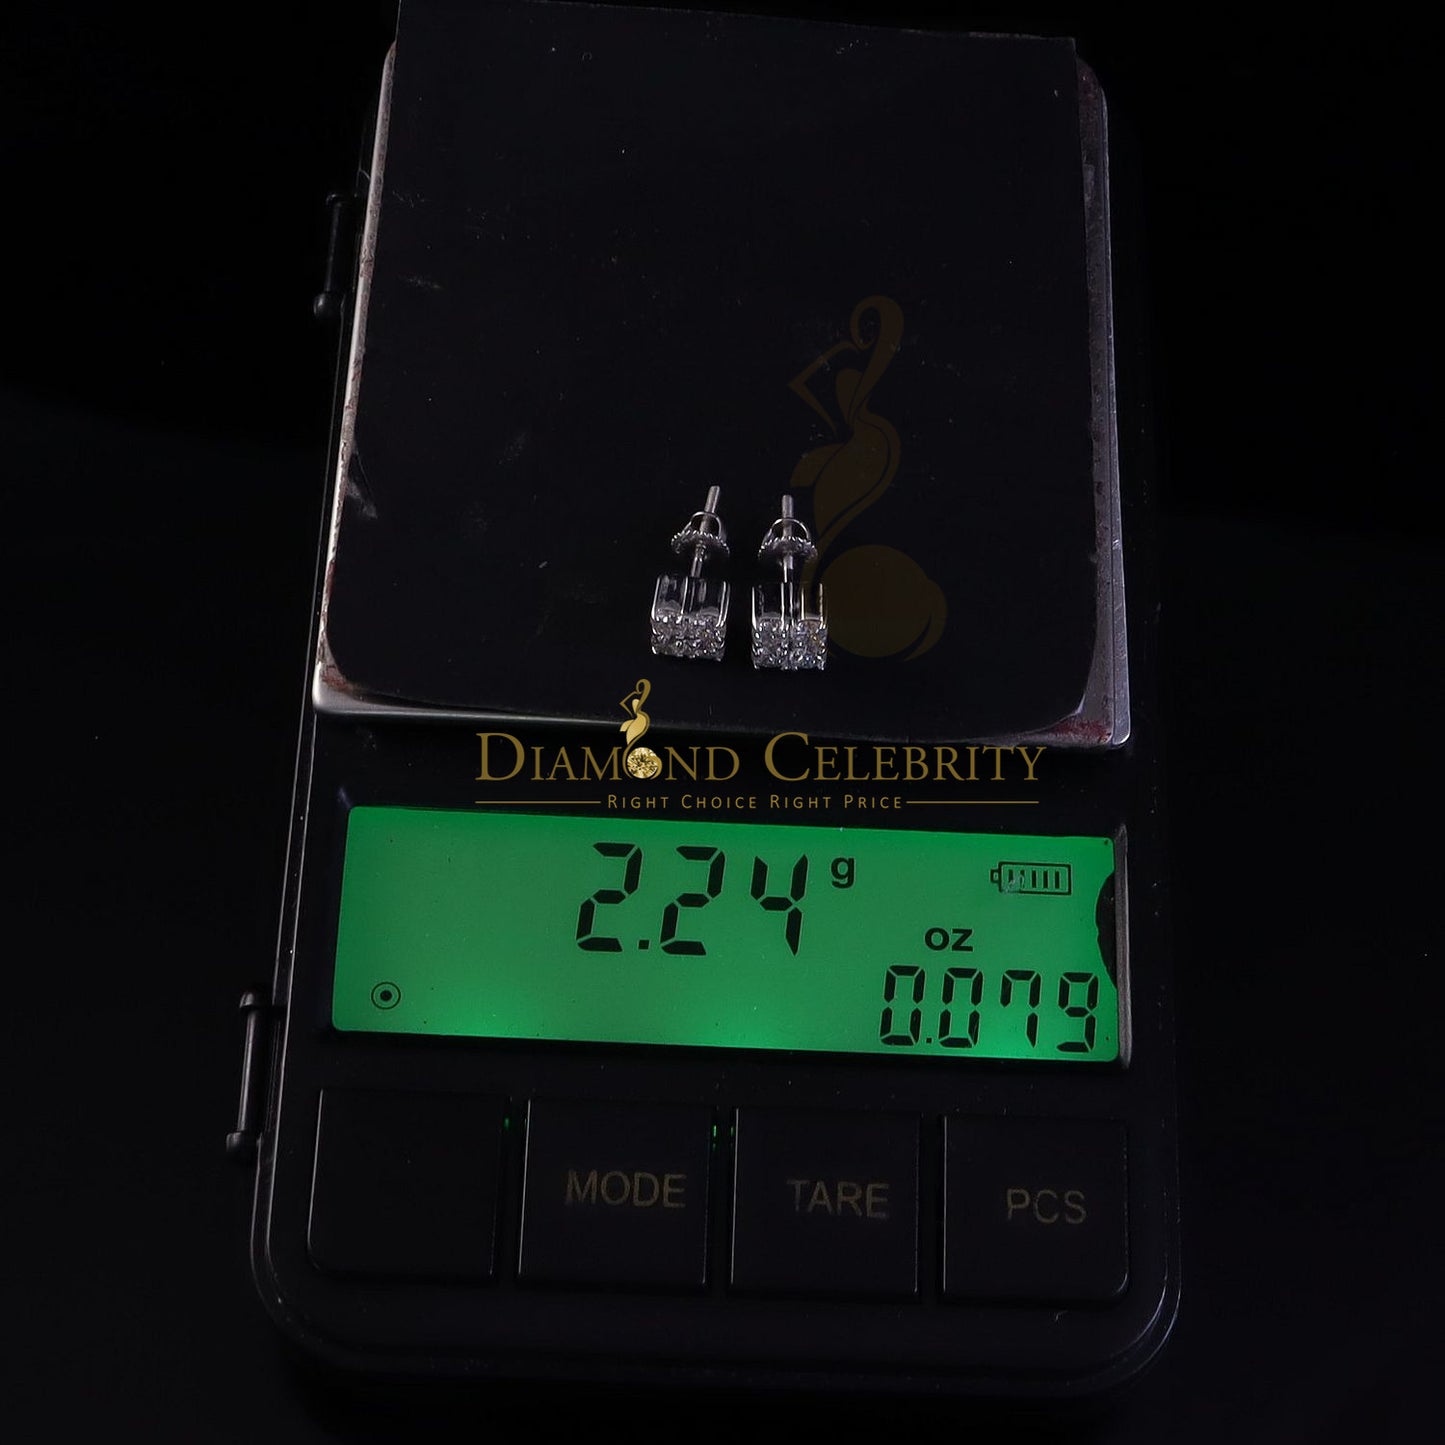 DIAMOND CELEBRITY
RIGHT CHOICE RIGHT PRICE
2.24 g
oz
0.079
MODE TARE PCS